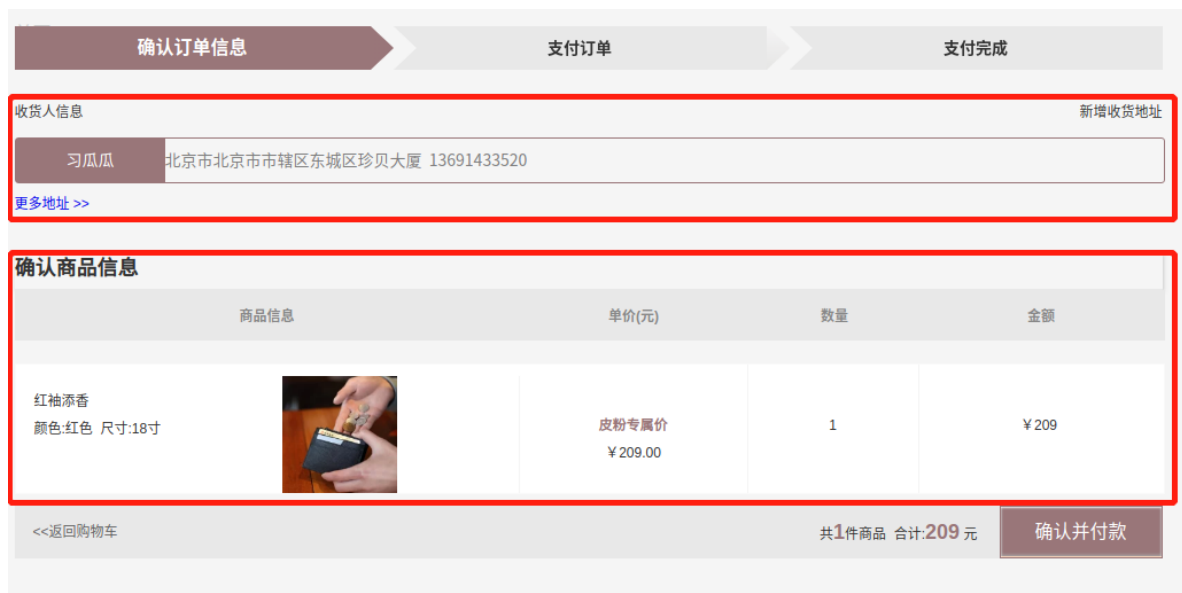 确认订单信息 支付订单 支付完成
收货人信息 新增收货地址
习瓜瓜 北京市北京市市辖区东城区珍贝大厦 13691433520
更多地址 >>
确认商品信息
商品信息 单价(元) 数量 金额
红袖添香
颜色:红色 尺寸:18寸
皮粉专属价
￥209.00
1
￥209
<<返回购物车 共1件商品 合计:209 元 确认并付款